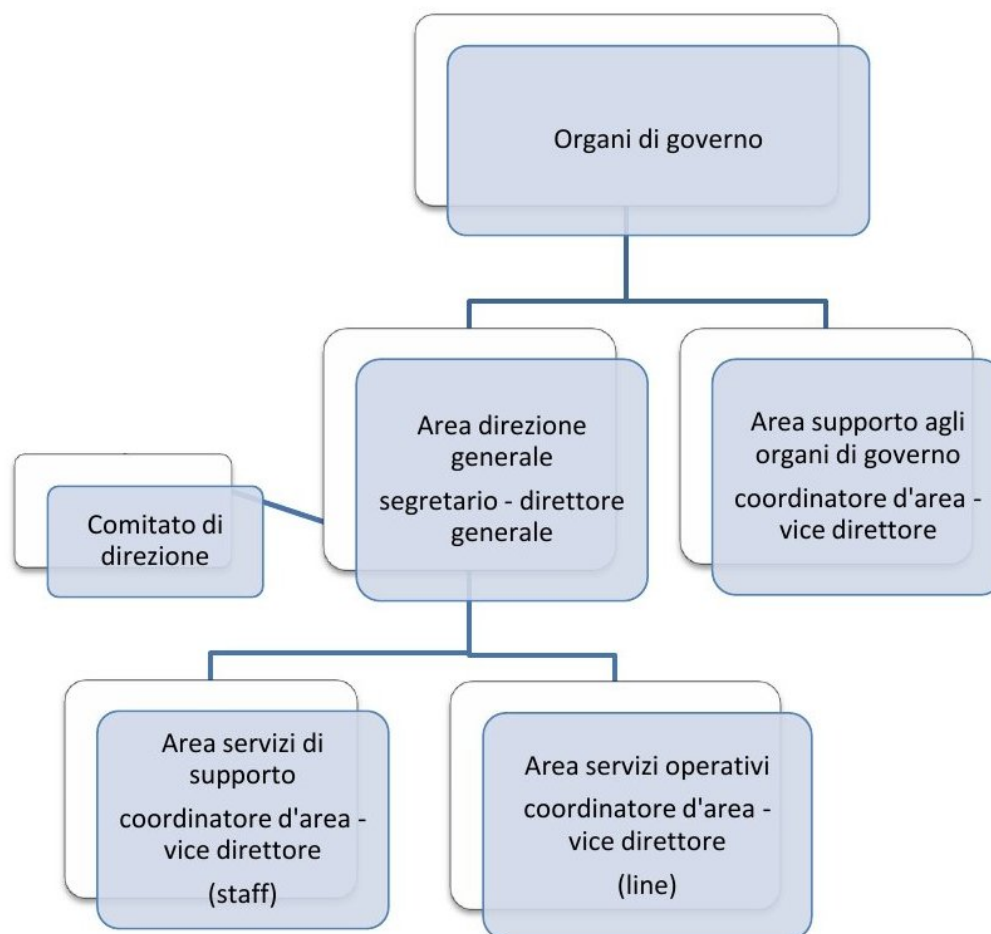 Organi di governo
Area direzione
generale
segretario - direttore
generale
Area supporto agli
organi di governo
coordinatore d'area -
vice direttore
Comitato di
direzione
Area servizi di
supporto
coordinatore d'area -
vice direttore
(staff)
Area servizi operativi
coordinatore d'area -
vice direttore
(line)